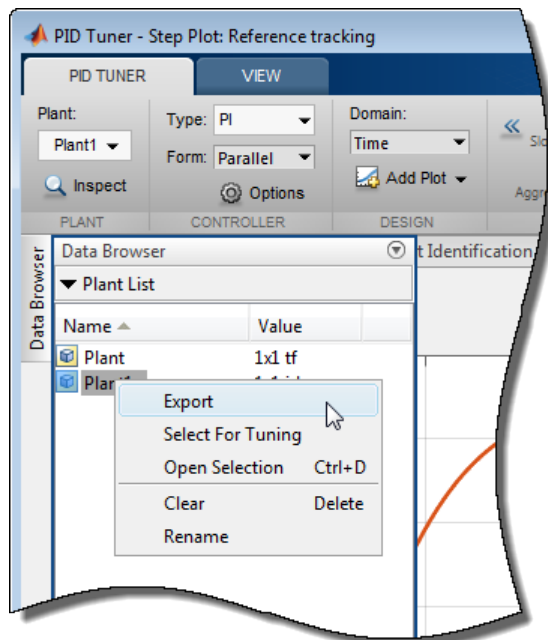 PID Tuner - Step Plot: Reference tracking
PID TUNER VIEW
Plant: Type: PI Domain:
Plant1 Form: Parallel Time
Inspect Options Add Plot
PLANT CONTROLLER DESIGN
Data Browser
Data Browser t Identification
Plant List
Name Value
Plant 1x1 tf
Export
Select For Tuning
Open Selection Ctrl+D
Clear Delete
Rename